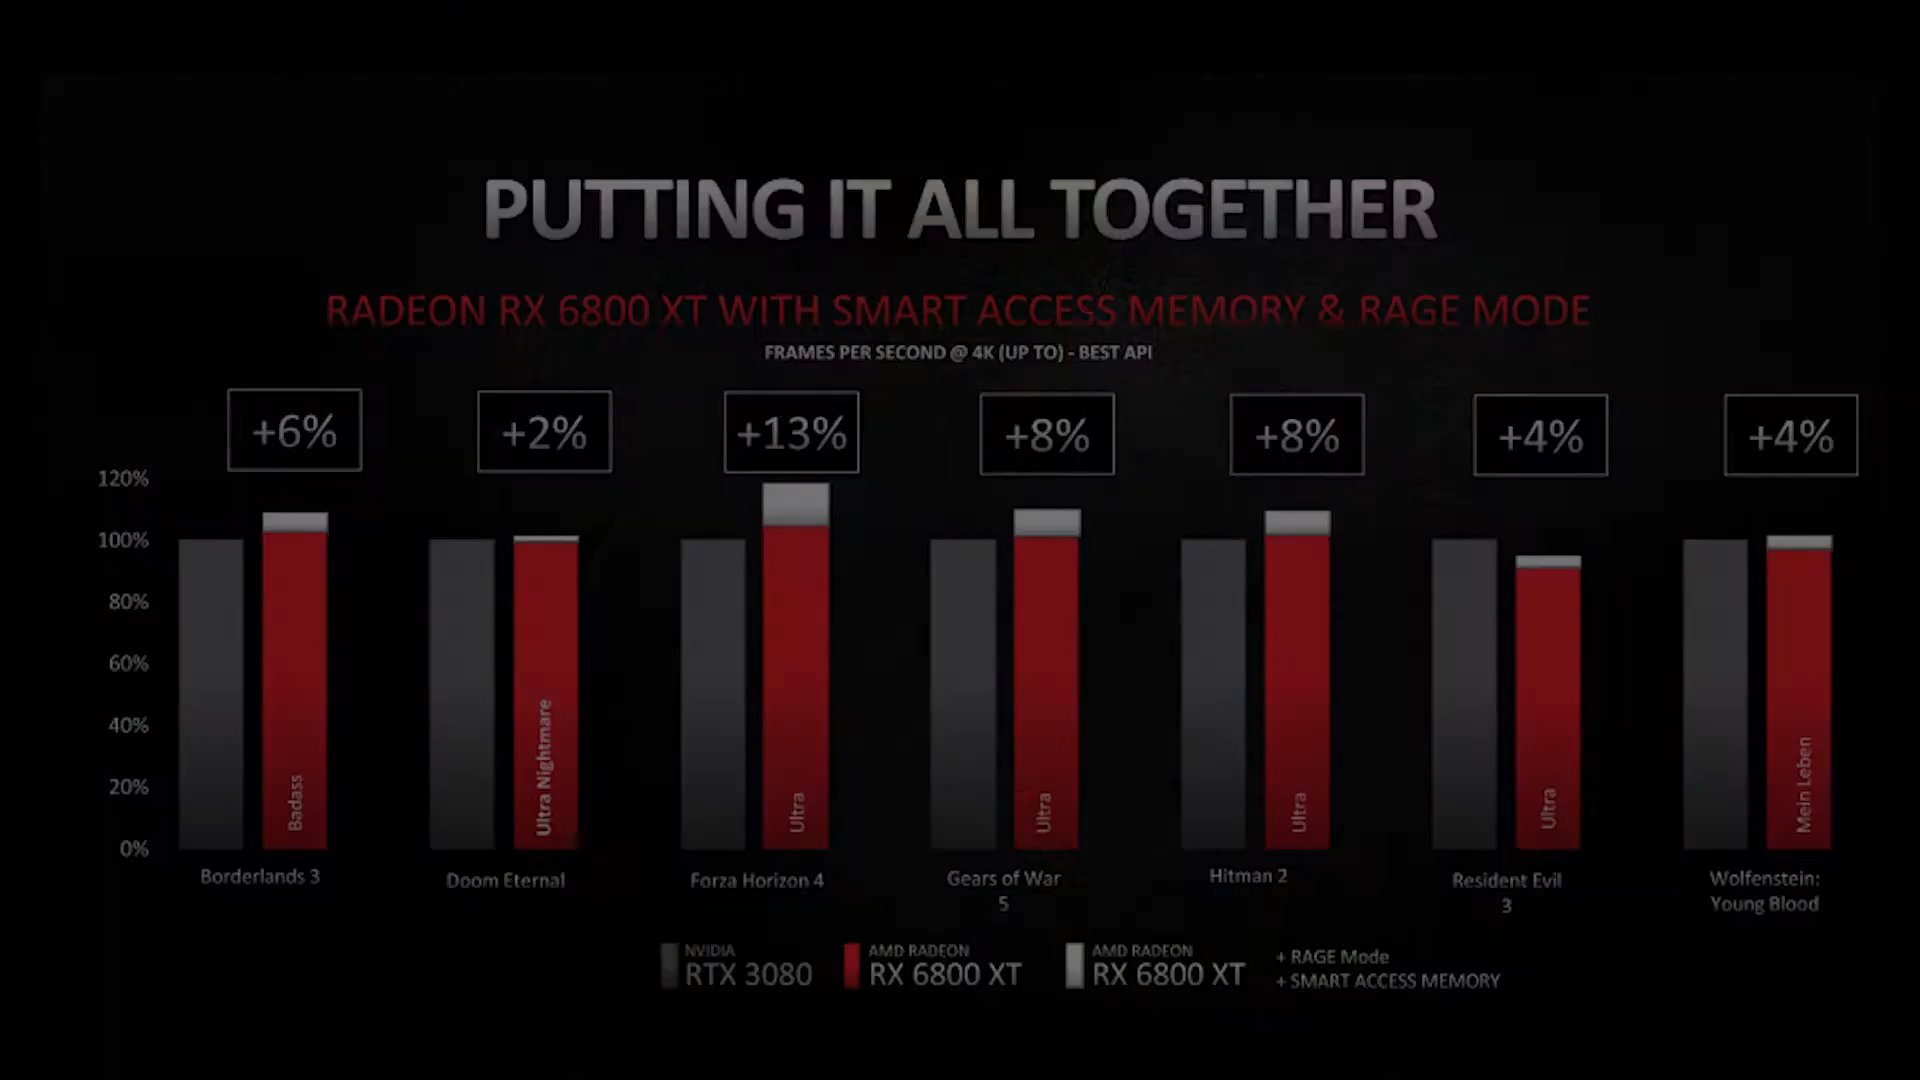 PUTTING IT ALL TOGETHER
RADEON RX 6800 XT WITH SMART ACCESS MEMORY & RAGE MODE
FRAMES PER SECOND @ 4K (UP TO) - BEST API
+6%
+2%
+13%
+8%
+8%
+4%
+4%
120%
100%
80%
60%
40%
20%
0%
Badass
Ultra Nightmare
Ultra
Ultra
Ultra
Ultra
Mein Leben
Borderlands 3
Doom Eternal
Forza Horizon 4
Gears of War
5
Hitman 2
Resident Evil
3
Wolfenstein:
Young Blood
NVIDIA
RTX 3080
AMD RADEON
RX 6800 XT
AMD RADEON
RX 6800 XT
+ RAGE Mode
+ SMART ACCESS MEMORY